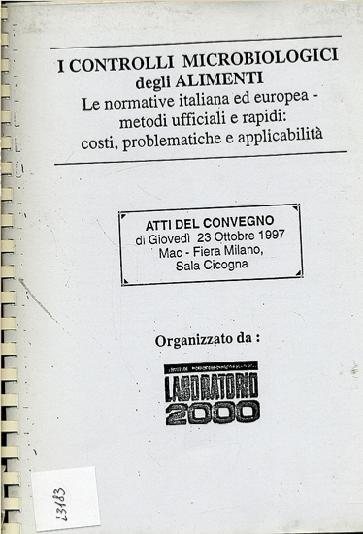 I CONTROLLI MICROBIOLOGICI
degli ALIMENTI
Le normative italiana ed europea -
metodi ufficiali e rapidi:
costi, problematiche e applicabilità
ATTI DEL CONVEGNO
di Giovedì 23 Ottobre 1997
Mac - Fiera Milano,
Sala Cicogna
Organizzato da :
LABORATORIO
2000
i3183